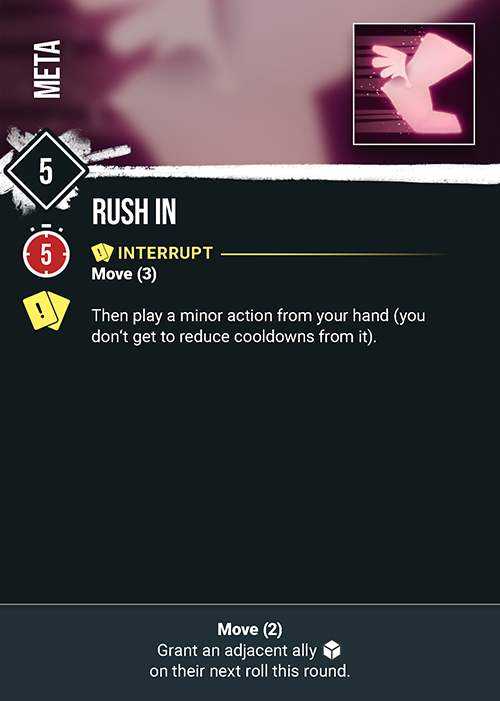 META
5
RUSH IN
5
INTERRUPT
Move (3)
Then play a minor action from your hand (you
don't get to reduce cooldowns from it).
Move (2)
Grant an adjacent ally
on their next roll this round.